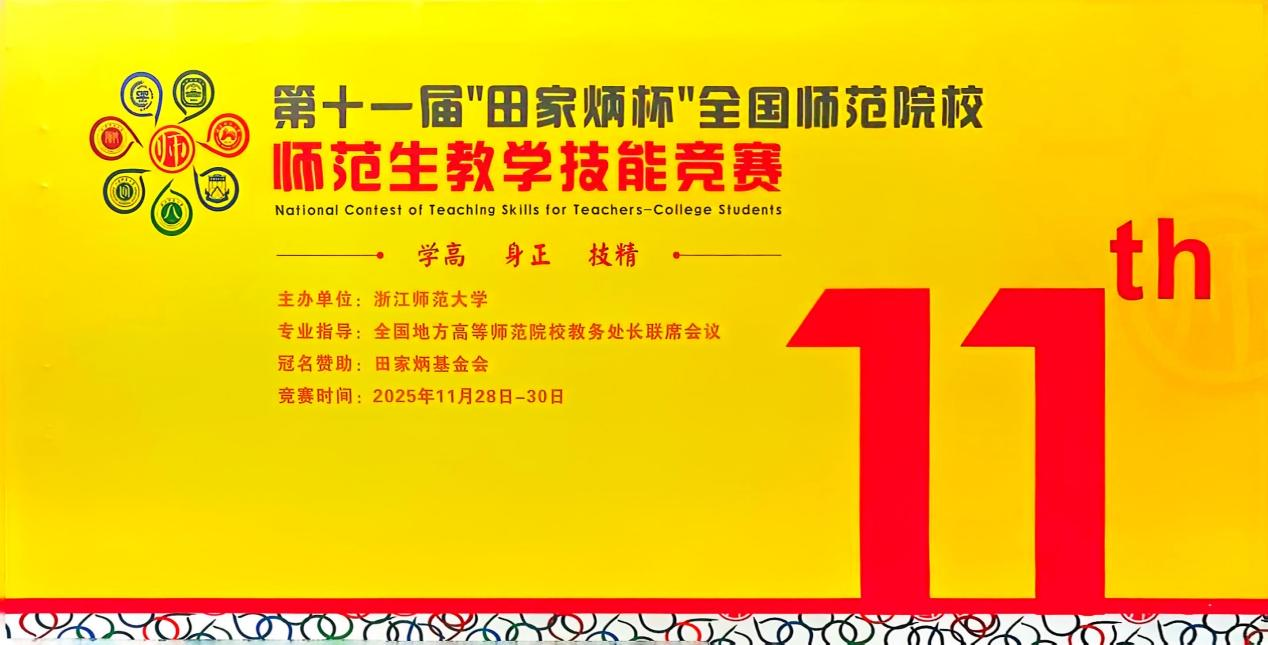 第十一届"田家炳杯"全国师范院校
师范生教学技能竞赛
National Contest of Teaching Skills for Teachers-College Students
学高 身正 技精
主办单位：浙江师范大学
专业指导：全国地方高等师范院校教务处长联席会议
冠名赞助：田家炳基金会
竞赛时间：2025年11月28日-30日
11th